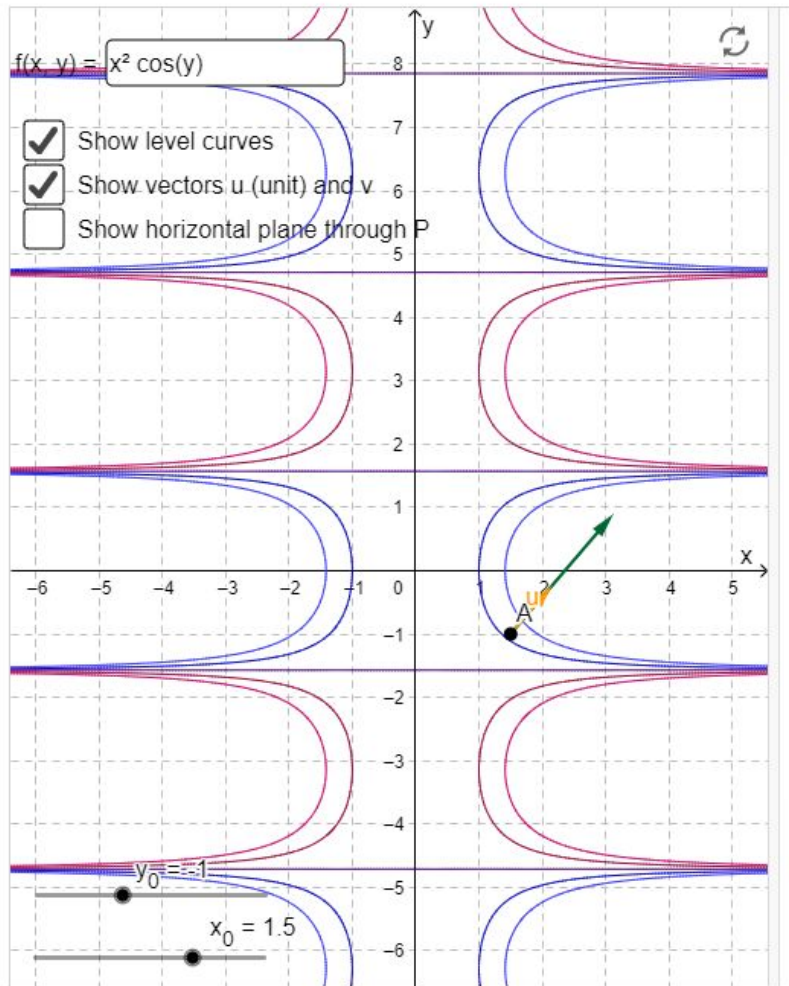 y
8
f(x, y) = x² cos(y)
7
Show level curves
Show vectors u (unit) and v
6
Show horizontal plane through P
5
4
3
2
1
x
−6 −5 −4 −3 −2 −1 0 1 2 3 4 5
u
A
−1
−2
−3
−4
y₀ = -1
−5
x₀ = 1.5
−6